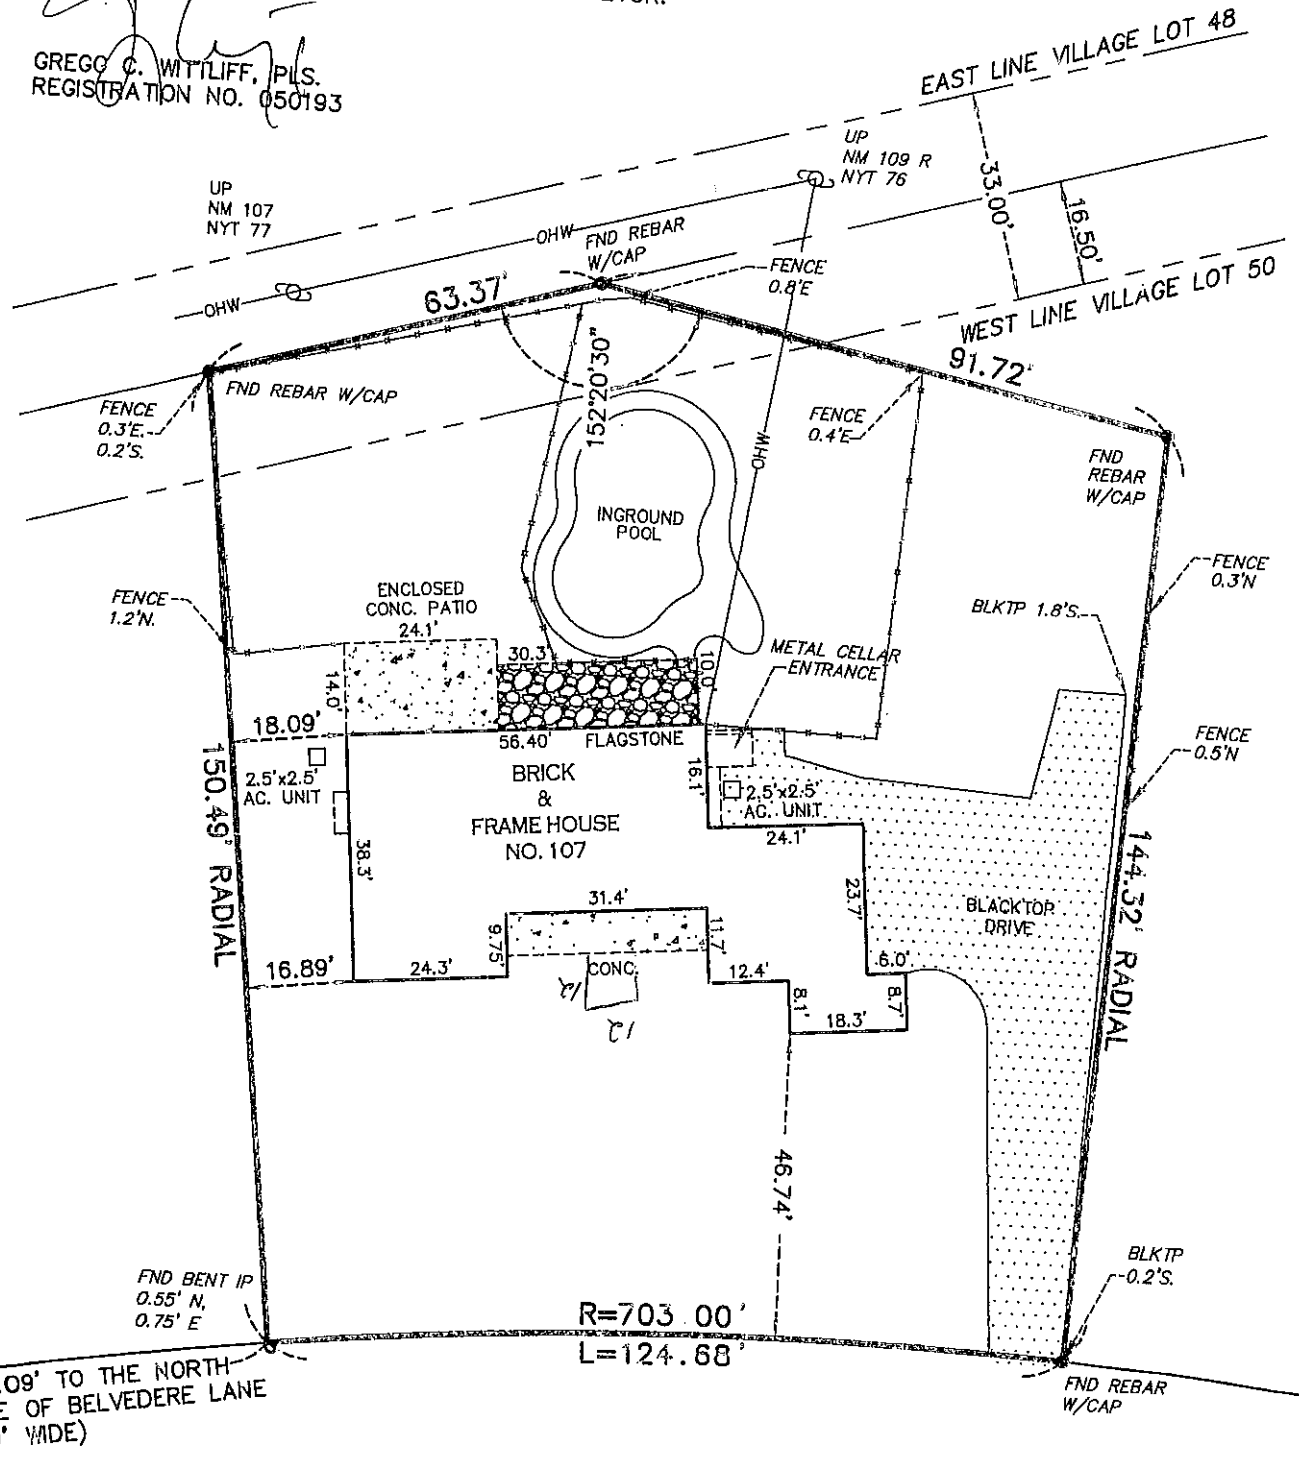 GREGG C. WITTLIFF, PLS.
REGISTRATION NO. 050193
EAST LINE VILLAGE LOT 48
UP
NM 109 R
NYT 76
UP
NM 107
NYT 77
33.00'
16.50'
OHW
FND REBAR
W/CAP
FENCE
0.8'E
OHW
63.37'
WEST LINE VILLAGE LOT 50
91.72'
152°20'30"
FND REBAR W/CAP
FENCE
0.3'E.
0.2'S.
FENCE
0.4'E
OHW
FND
REBAR
W/CAP
INGROUND
POOL
FENCE
0.3'N
ENCLOSED
CONC. PATIO
24.1'
FENCE
1.2'N.
BLKTP 1.8'S.
30.3'
10.0'
METAL CELLAR
ENTRANCE
14.0'
18.09'
56.40'
FLAGSTONE
FENCE
0.5'N
150.49' RADIAL
2.5'x2.5'
AC. UNIT
BRICK
&
FRAME HOUSE
NO. 107
16.1'
2.5'x2.5'
AC. UNIT
24.1'
38.3'
144.32' RADIAL
23.7'
31.4'
BLACKTOP
DRIVE
9.75'
11.7'
16.89'
24.3'
CONC.
12.4'
6.0'
12
12'
8.1'
8.7'
18.3'
46.74'
FND BENT IP
0.55' N,
0.75' E
BLKTP
0.2'S.
R=703.00'
L=124.68'
.09' TO THE NORTH
E OF BELVEDERE LANE
' WIDE)
FND REBAR
W/CAP